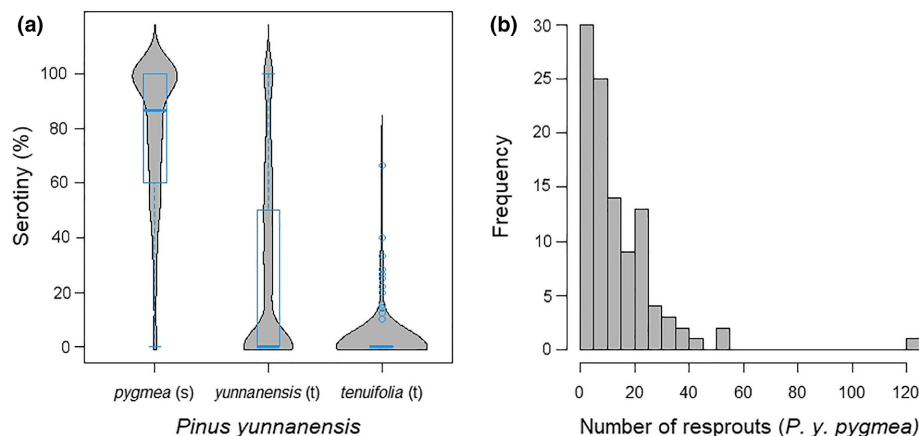 (a)
Serotiny (%)
100
80
60
40
20
0
pygmea (s) yunnanensis (t) tenuifolia (t)
Pinus yunnanensis
(b)
Frequency
30
25
20
15
10
5
0
0 20 40 60 80 100 120
Number of resprouts (P. y. pygmea)